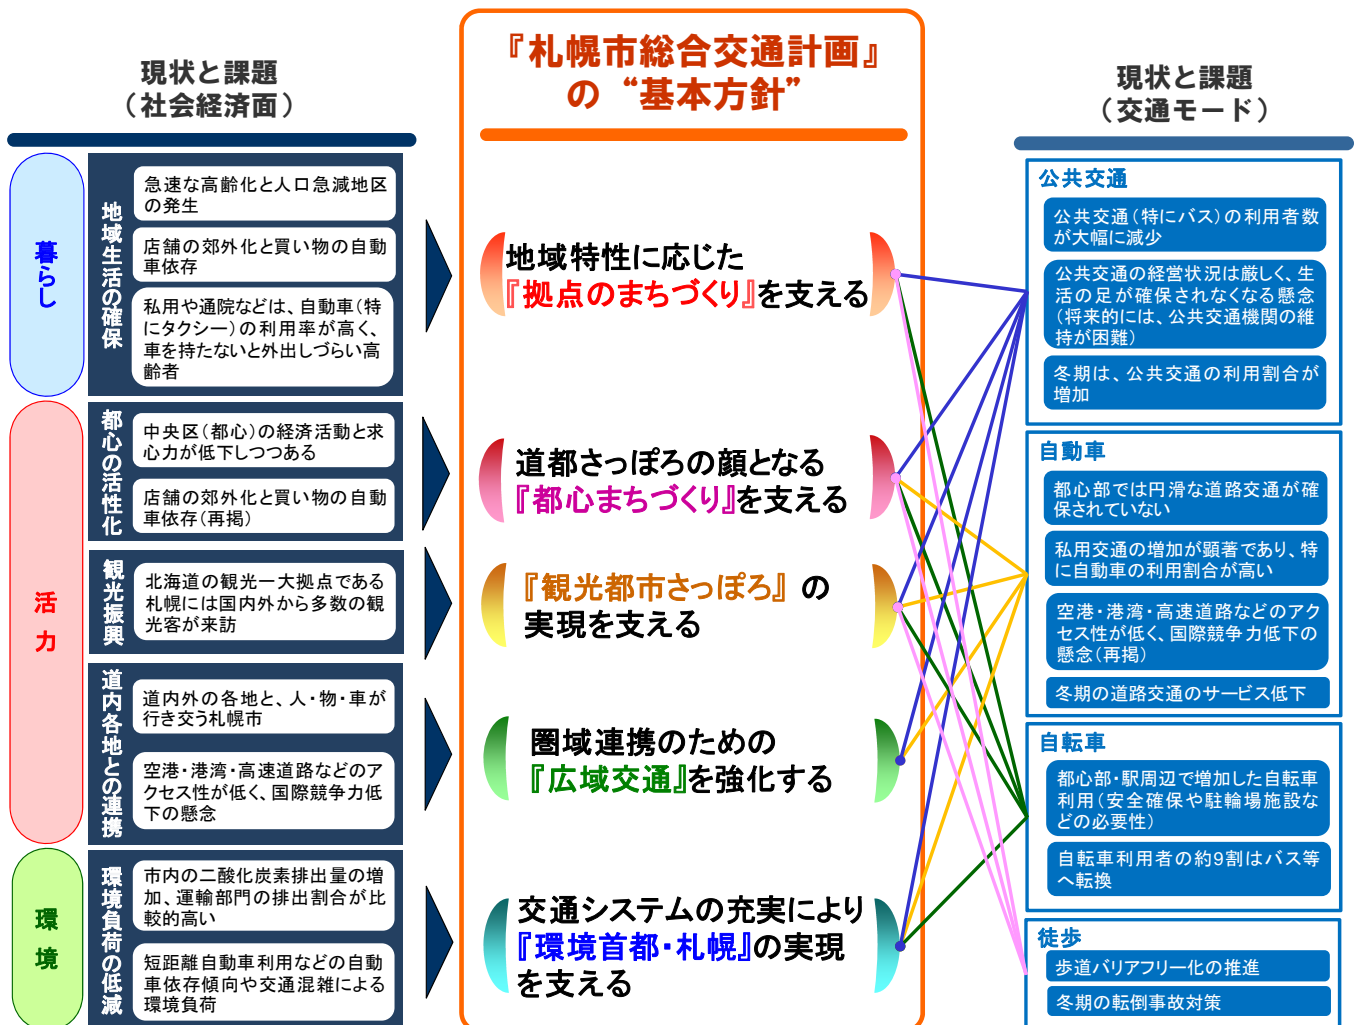 現状と課題
（社会経済面）
暮らし
地域生活の確保
急速な高齢化と人口急減地区
の発生
店舗の郊外化と買い物の自動
車依存
私用や通院などは、自動車（特
にタクシー）の利用率が高く、
車を持たないと外出しづらい高
齢者
活力
都心の活性化
中央区（都心）の経済活動と求
心力が低下しつつある
店舗の郊外化と買い物の自動
車依存（再掲）
観光振興
北海道の観光一大拠点である
札幌には国内外から多数の観
光客が来訪
道内各地との連携
道内外の各地と、人・物・車が
行き交う札幌市
空港・港湾・高速道路などのア
クセス性が低く、国際競争力低
下の懸念
環境
環境負荷の低減
市内の二酸化炭素排出量の増
加、運輸部門の排出割合が比
較的高い
短距離自動車利用などの自動
車依存傾向や交通混雑による
環境負荷
『札幌市総合交通計画』
の“基本方針”
地域特性に応じた
『拠点のまちづくり』を支える
道都さっぽろの顔となる
『都心まちづくり』を支える
『観光都市さっぽろ』の
実現を支える
圏域連携のための
『広域交通』を強化する
交通システムの充実により
『環境首都・札幌』の実現
を支える
現状と課題
（交通モード）
公共交通
公共交通（特にバス）の利用者数
が大幅に減少
公共交通の経営状況は厳しく、生
活の足が確保されなくなる懸念
（将来的には、公共交通機関の維
持が困難）
冬期は、公共交通の利用割合が
増加
自動車
都心部では円滑な道路交通が確
保されていない
私用交通の増加が顕著であり、特
に自動車の利用割合が高い
空港・港湾・高速道路などのアク
セス性が低く、国際競争力低下の
懸念（再掲）
冬期の道路交通のサービス低下
自転車
都心部・駅周辺で増加した自転車
利用（安全確保や駐輪場施設な
どの必要性）
自転車利用者の約9割はバス等
へ転換
徒歩
歩道バリアフリー化の推進
冬期の転倒事故対策